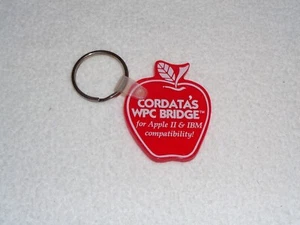 CORDATA'S
WPC BRIDGE™
for Apple II & IBM
compatibility!